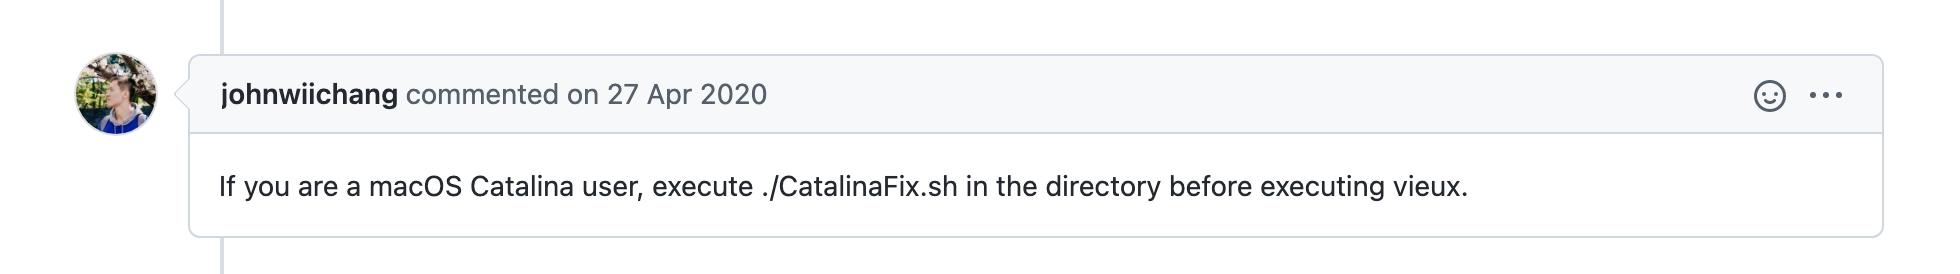 johnwiichang commented on 27 Apr 2020
If you are a macOS Catalina user, execute ./CatalinaFix.sh in the directory before executing vieux.